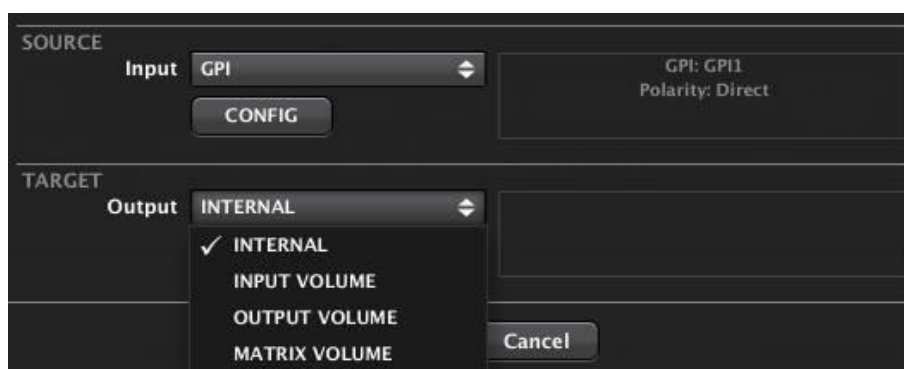 SOURCE
Input GPI
GPI: GPI1
Polarity: Direct
CONFIG
TARGET
Output INTERNAL
✓ INTERNAL
INPUT VOLUME
OUTPUT VOLUME
MATRIX VOLUME
Cancel